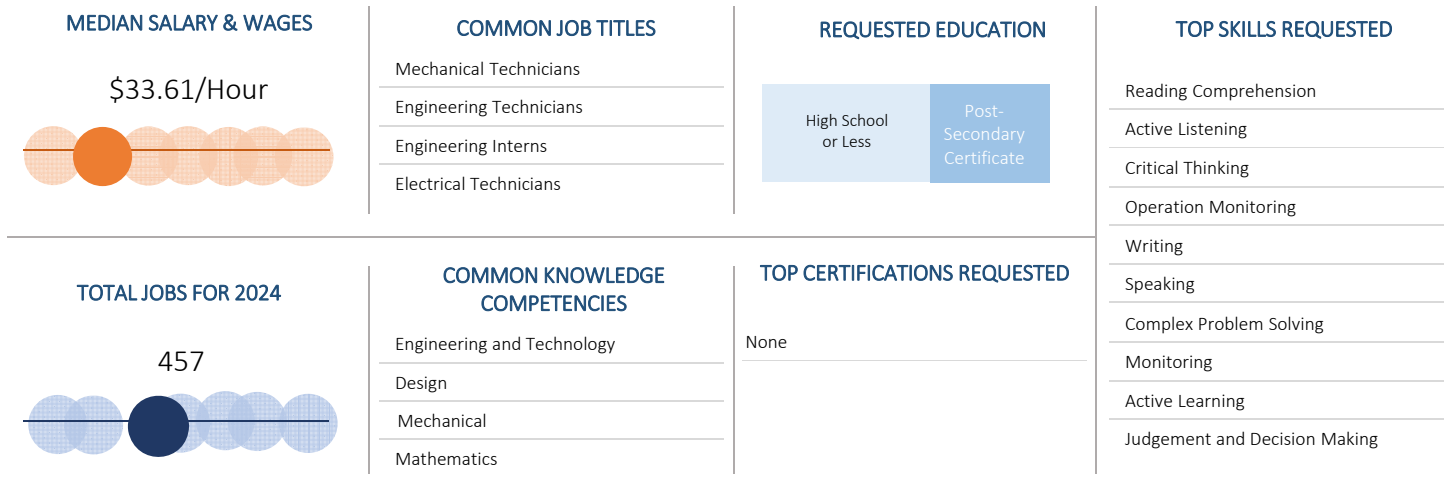 MEDIAN SALARY & WAGES
$33.61/Hour
COMMON JOB TITLES
Mechanical Technicians
Engineering Technicians
Engineering Interns
Electrical Technicians
REQUESTED EDUCATION
High School
or Less
Post-
Secondary
Certificate
TOP SKILLS REQUESTED
Reading Comprehension
Active Listening
Critical Thinking
Operation Monitoring
Writing
Speaking
Complex Problem Solving
Monitoring
Active Learning
Judgement and Decision Making
TOTAL JOBS FOR 2024
457
COMMON KNOWLEDGE
COMPETENCIES
Engineering and Technology
Design
Mechanical
Mathematics
TOP CERTIFICATIONS REQUESTED
None